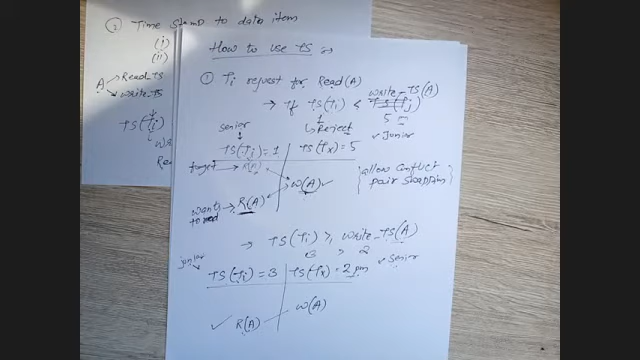 ② Time Stamp to data item
(i)
(ii)
A → Read TS
→ write TS
TS(Ti)
How to use TS
① Ti request for Read(A)
→ If TS(Ti) < write-TS(A)
1 5
↳ Reject
senior
junior
TS(Ti) = 1 | TS(Tx) = 5
R(A)
W(A) ✓
wants to read → R(A)
{allow conflict pair swapping}
→ TS(Ti) ≥ write-TS(A)
3 > 2
junior
senior
TS(Ti) = 3 | TS(Tx) = 2 pm
W(A)
✓ R(A)